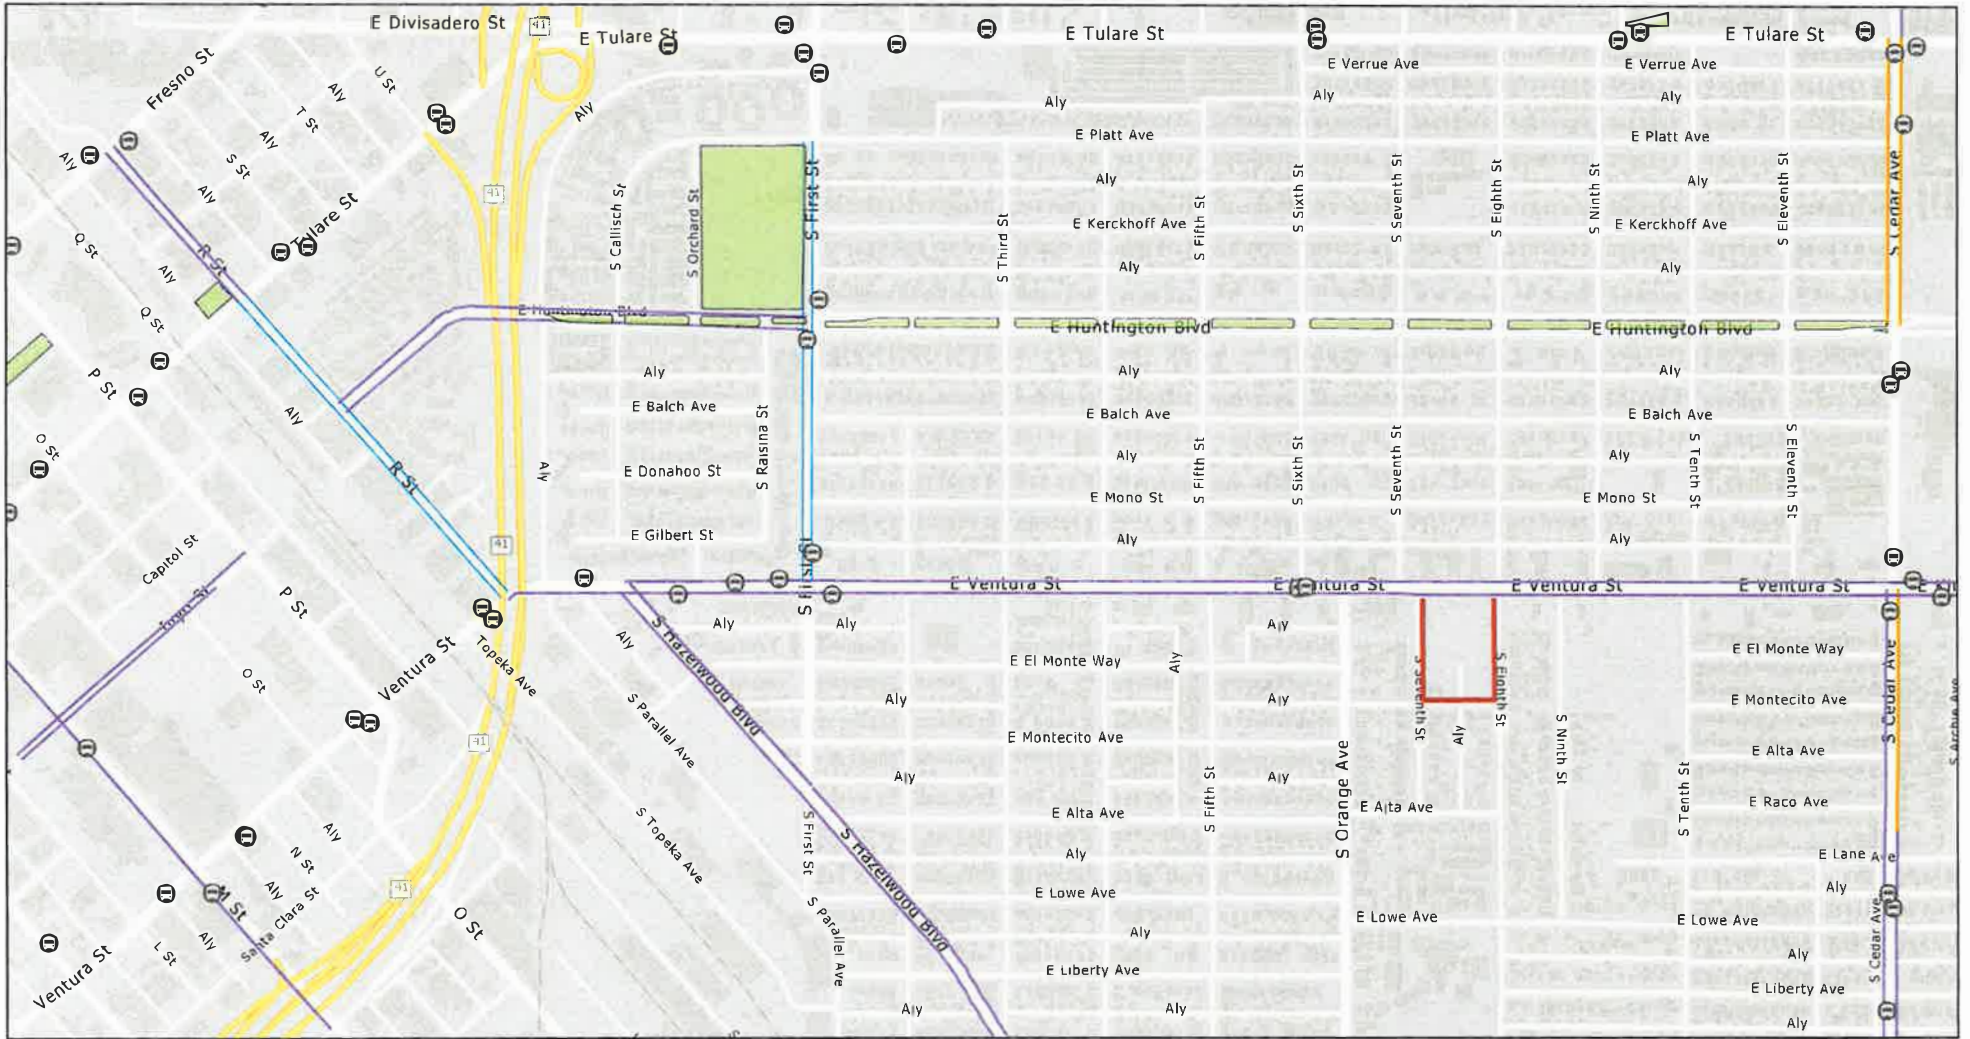 E Divisadero St
41
E Tulare St
E Tulare St
E Tulare St
Fresno St
U St
Aly
T St
Aly
S St
Aly
Aly
Aly
E Verrue Ave
E Verrue Ave
Aly
Aly
Aly
E Platt Ave
E Platt Ave
Aly
Aly
41
S Callisch St
S Orchard St
S First St
S Third St
S Fifth St
S Sixth St
S Seventh St
S Eighth St
S Ninth St
S Eleventh St
S Cedar Ave
E Kerckhoff Ave
E Kerckhoff Ave
Tulare St
Q St
R St
Aly
Aly
Aly
Q St
E Huntington Blvd
E Huntington Blvd
E Huntington Blvd
P St
Aly
Aly
Aly
Aly
E Balch Ave
E Balch Ave
E Balch Ave
O St
R St
Aly
S Raisina St
E Donahoo St
Aly
Aly
S Fifth St
S Sixth St
S Seventh St
S Tenth St
S Eleventh St
E Mono St
E Mono St
E Gilbert St
Aly
Aly
41
Capitol St
P St
S First St
E Ventura St
E Ventura St
E Ventura St
E Ventura St
Aly
Aly
Aly
Aly
S Hazelwood Blvd
Topeka Ave
Ventura St
E El Monte Way
E El Monte Way
Aly
S Seventh St
S Eighth St
S Cedar Ave
O St
S Parallel Ave
Aly
Aly
E Montecito Ave
E Montecito Ave
Aly
S Ninth St
41
E Alta Ave
Aly
Aly
S Fifth St
S Orange Ave
S Tenth St
E Raco Ave
E Alta Ave
E Alta Ave
S Topeka Ave
S First St
S Hazelwood Blvd
Aly
N St
Aly
Aly
E Lane Ave
Aly
41
M St
Santa Clara St
E Lowe Ave
E Lowe Ave
E Lowe Ave
O St
S Parallel Ave
Aly
S Cedar Ave
Aly
L St
Aly
Ventura St
E Liberty Ave
E Liberty Ave
Aly
Aly
Aly